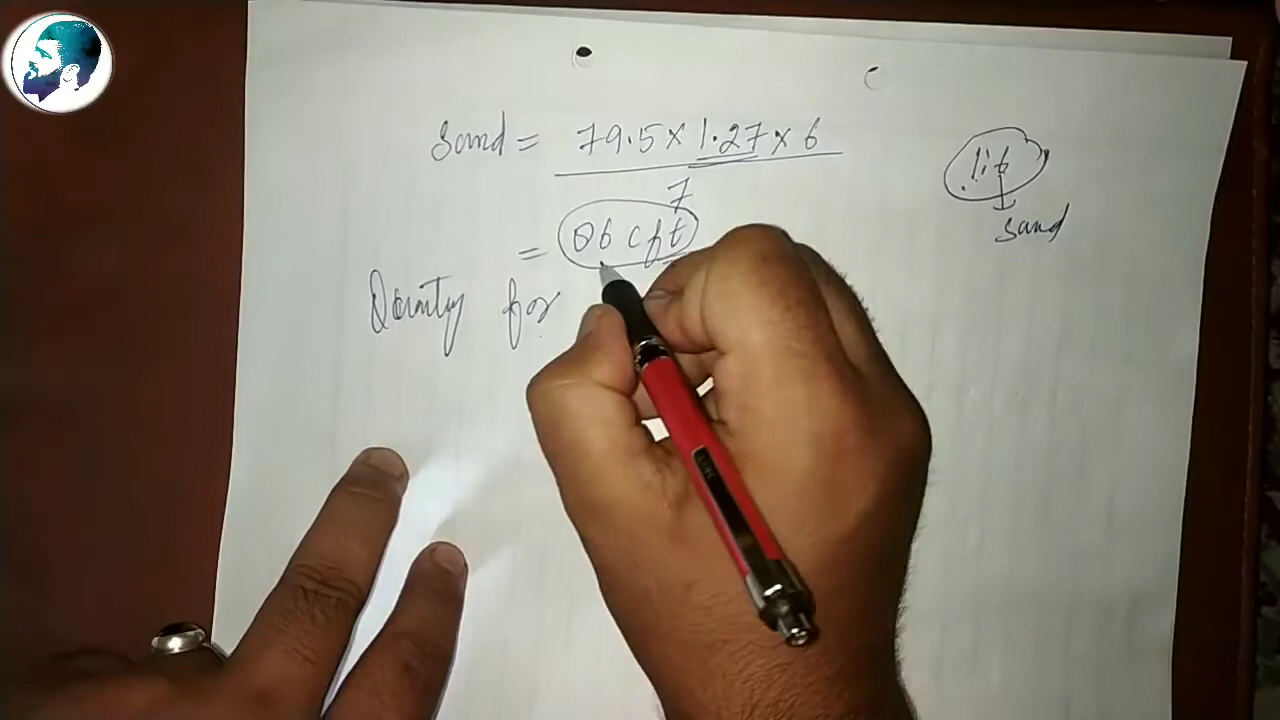 Sand = 79.5 x 1.27 x 6
7
= 86 cft
Qunity for
1:6
sand